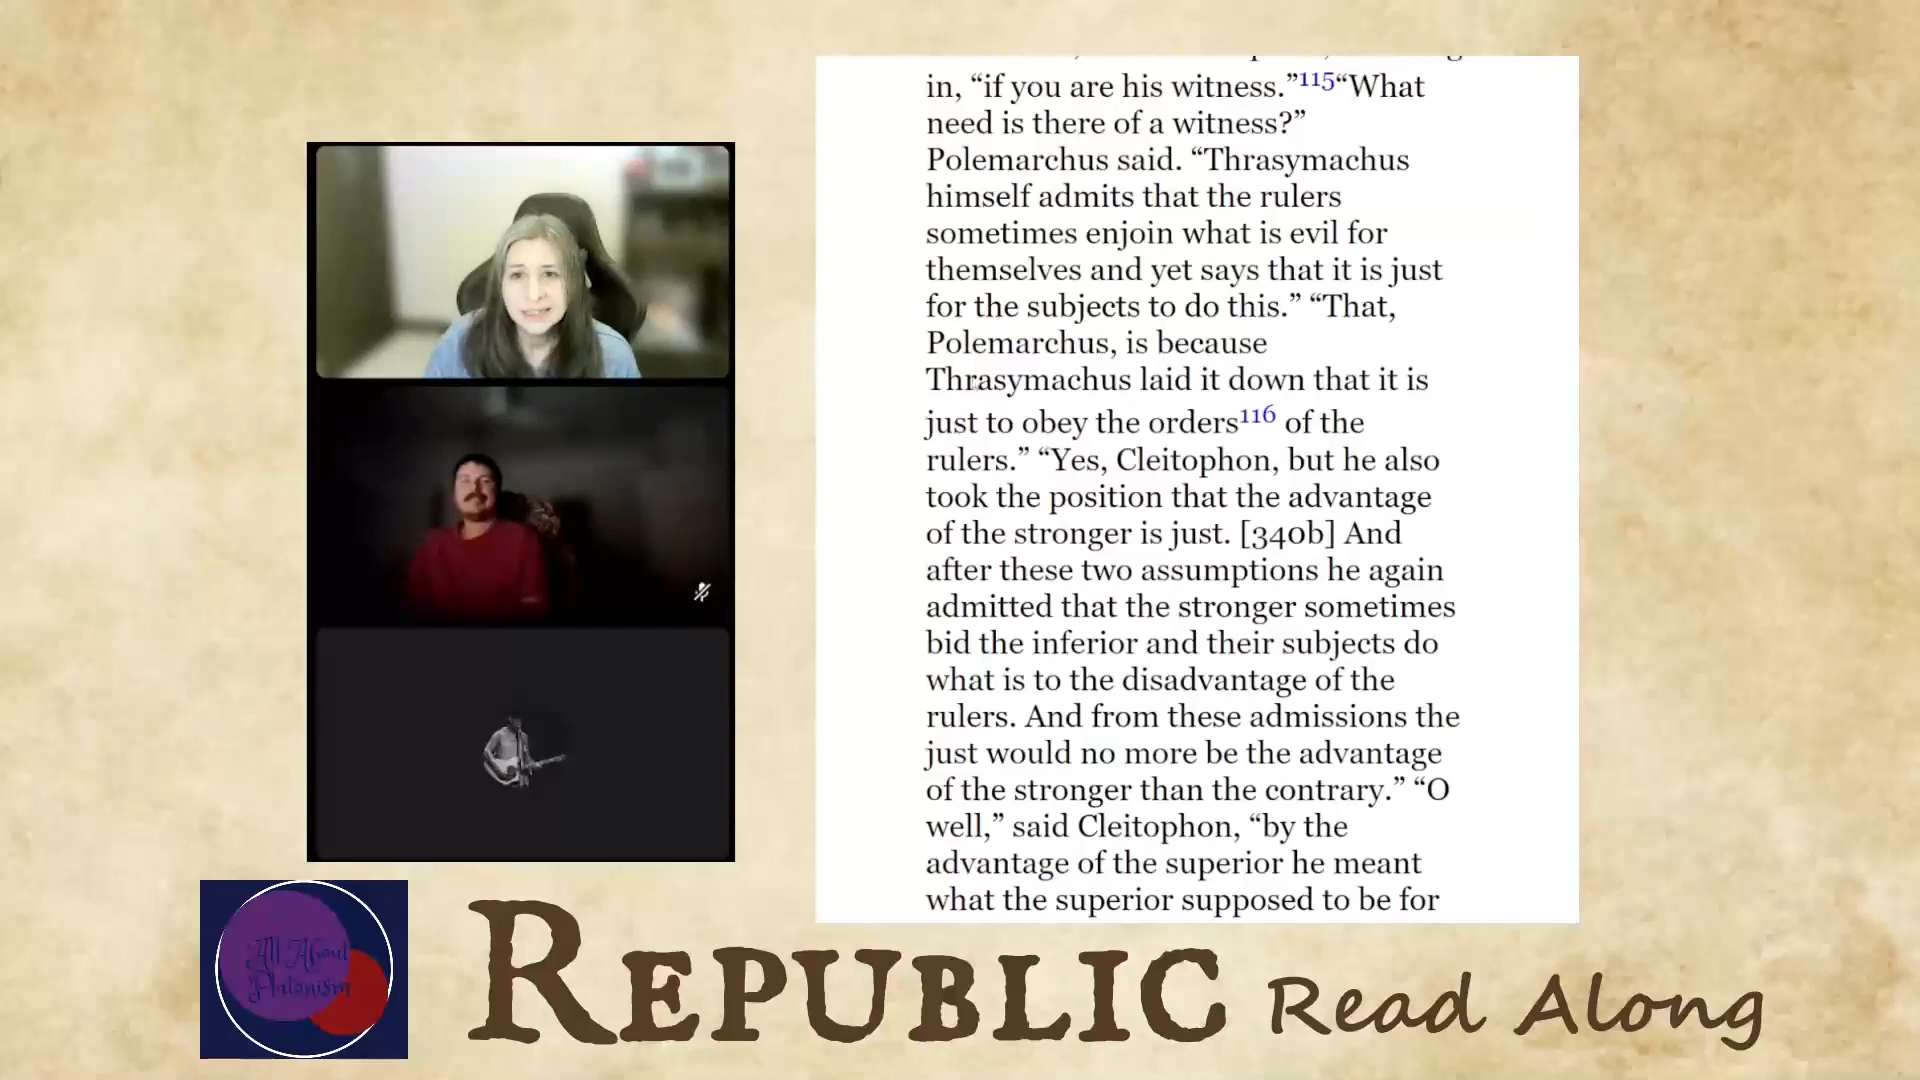 in, “if you are his witness.”115“What
need is there of a witness?”
Polemarchus said. “Thrasymachus
himself admits that the rulers
sometimes enjoin what is evil for
themselves and yet says that it is just
for the subjects to do this.” “That,
Polemarchus, is because
Thrasymachus laid it down that it is
just to obey the orders116 of the
rulers.” “Yes, Cleitophon, but he also
took the position that the advantage
of the stronger is just. [340b] And
after these two assumptions he again
admitted that the stronger sometimes
bid the inferior and their subjects do
what is to the disadvantage of the
rulers. And from these admissions the
just would no more be the advantage
of the stronger than the contrary.” “O
well,” said Cleitophon, “by the
advantage of the superior he meant
what the superior supposed to be for
All About
Platonism
REPUBLIC Read Along